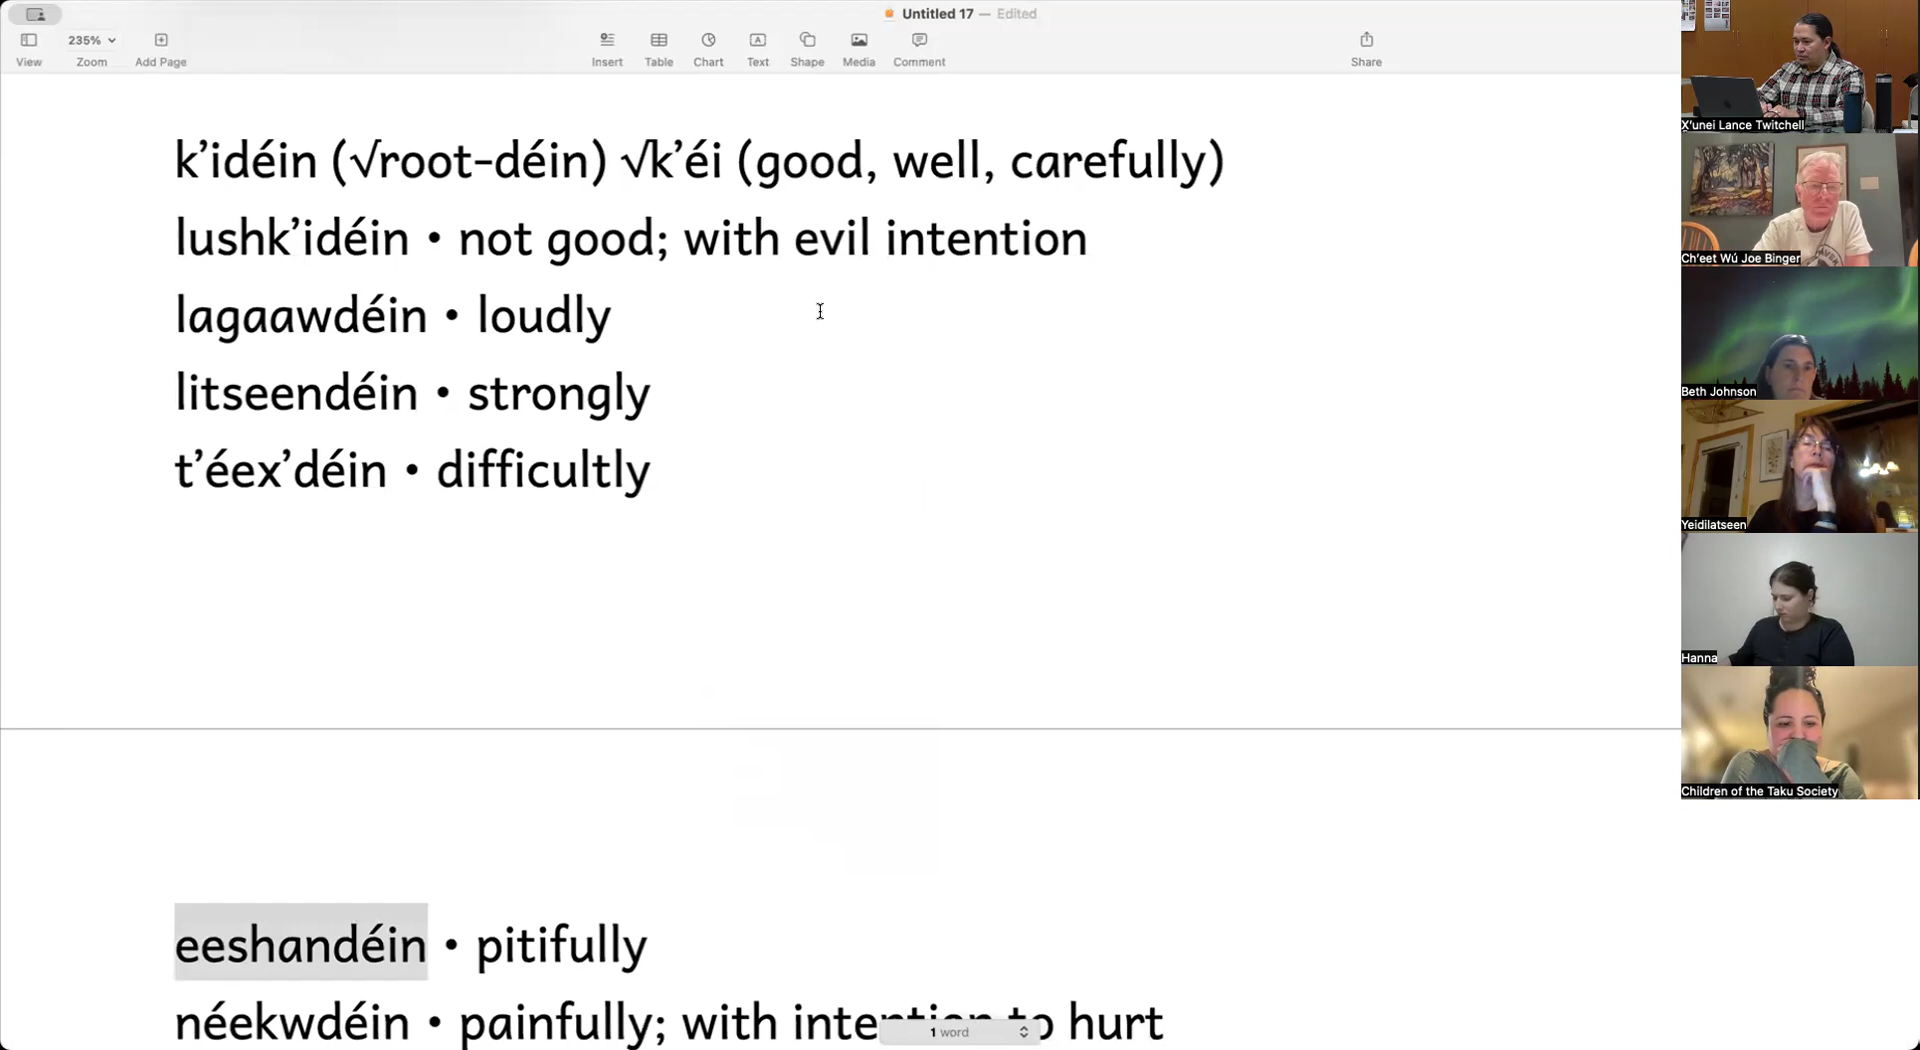 Untitled 17 — Edited
235%
View Zoom Add Page Insert Table Chart Text Shape Media Comment Share
k’idéin (√root-déin) √k’éi (good, well, carefully)
lushk’idéin • not good; with evil intention
lagaawdéin • loudly
litseendéin • strongly
t’éex’déin • difficultly
eeshandéin • pitifully
néekwdéin • painfully; with intention to hurt
1 word
X’unei Lance Twitchell
Ch’eet Wú Joe Binger
Beth Johnson
Yeidilatseen
Hanna
Children of the Taku Society